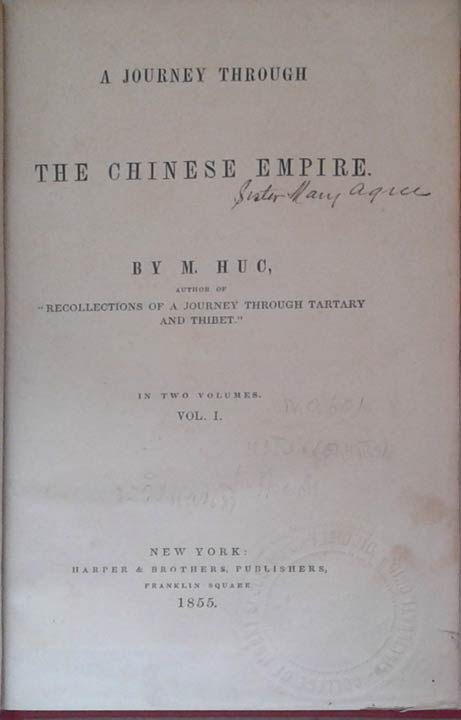 A JOURNEY THROUGH
THE CHINESE EMPIRE.
Sister Mary Agnes
BY M. HUC,
AUTHOR OF
"RECOLLECTIONS OF A JOURNEY THROUGH TARTARY
AND THIBET."
IN TWO VOLUMES.
VOL. I.
NEW YORK:
HARPER & BROTHERS, PUBLISHERS,
FRANKLIN SQUARE
1855.